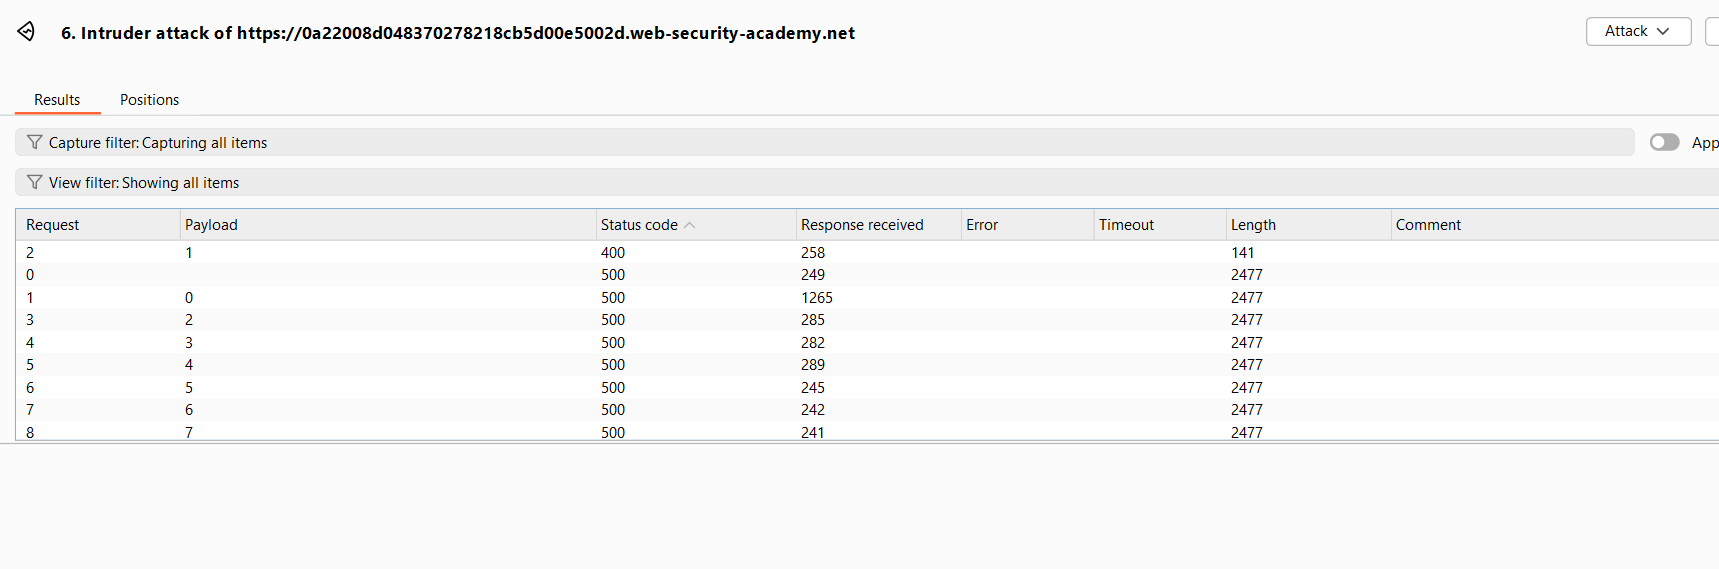 6. Intruder attack of https://0a22008d048370278218cb5d00e5002d.web-security-academy.net
Attack
Results Positions
Capture filter: Capturing all items
App
View filter: Showing all items
Request Payload Status code Response received Error Timeout Length Comment
2 1 400 258 141
0 500 249 2477
1 0 500 1265 2477
3 2 500 285 2477
4 3 500 282 2477
5 4 500 289 2477
6 5 500 245 2477
7 6 500 242 2477
8 7 500 241 2477